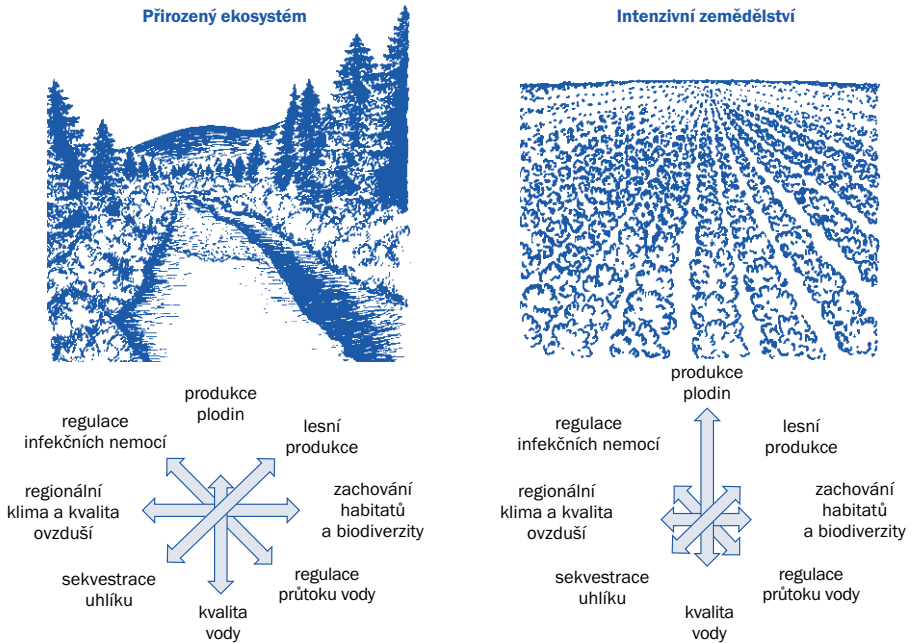 Přirozený ekosystém
Intenzivní zemědělství
produkce
plodin
regulace
infekčních nemocí
lesní
produkce
regionální
klima a kvalita
ovzduší
zachování
habitatů
a biodiverzity
sekvestrace
uhlíku
regulace
průtoku vody
kvalita
vody
produkce
plodin
regulace
infekčních nemocí
lesní
produkce
regionální
klima a kvalita
ovzduší
zachování
habitatů
a biodiverzity
sekvestrace
uhlíku
regulace
průtoku vody
kvalita
vody